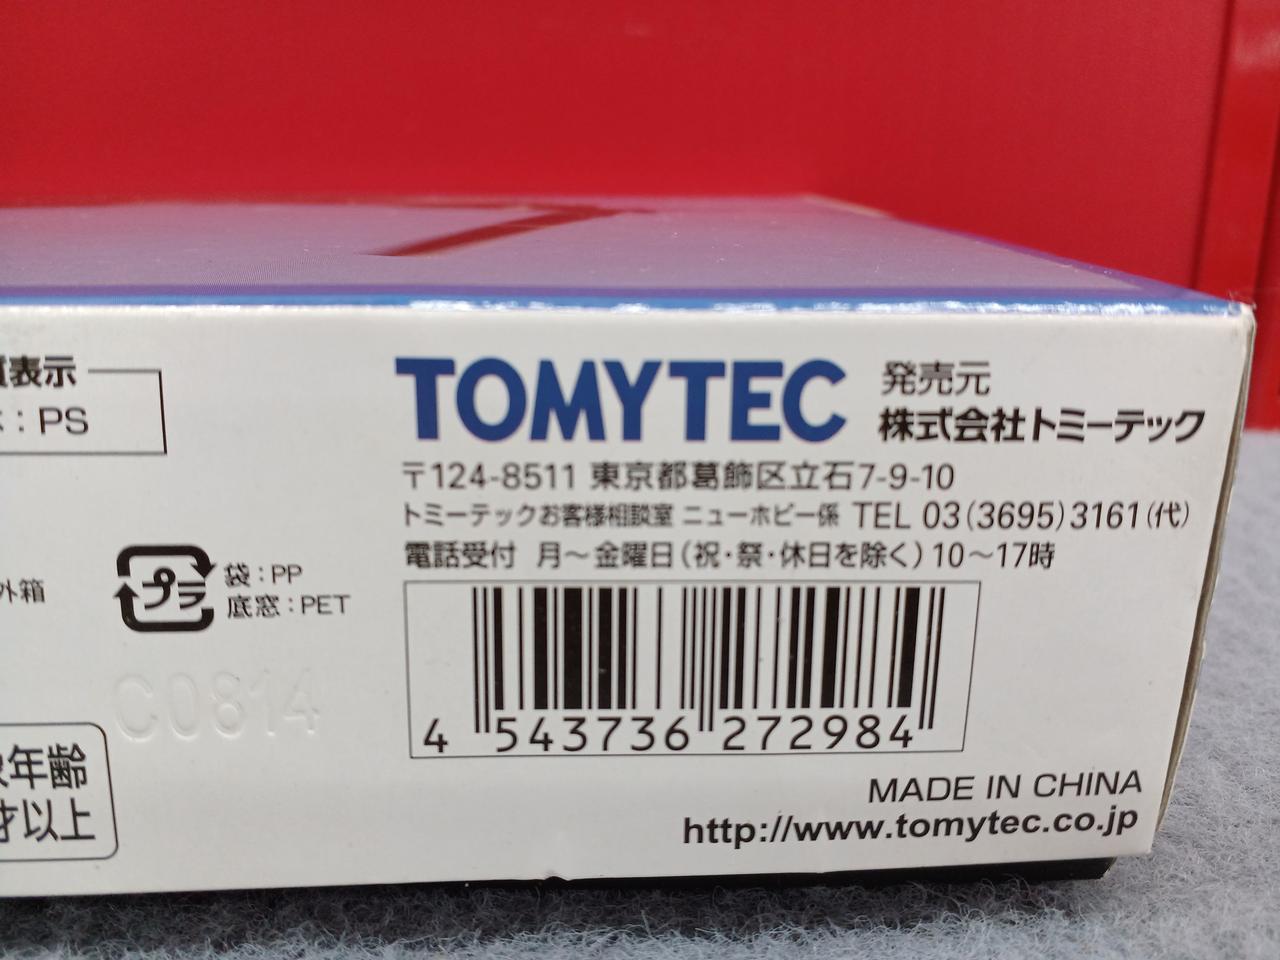 質表示
: PS
外箱
プラ
袋：PP
底窓：PET
C0814
年齢
才以上
TOMYTEC
発売元
株式会社トミーテック
〒124-8511 東京都葛飾区立石7-9-10
トミーテックお客様相談室 ニューホビー係 TEL 03(3695)3161(代)
電話受付 月～金曜日(祝・祭・休日を除く)10～17時
4 543736 272984
MADE IN CHINA
http://www.tomytec.co.jp